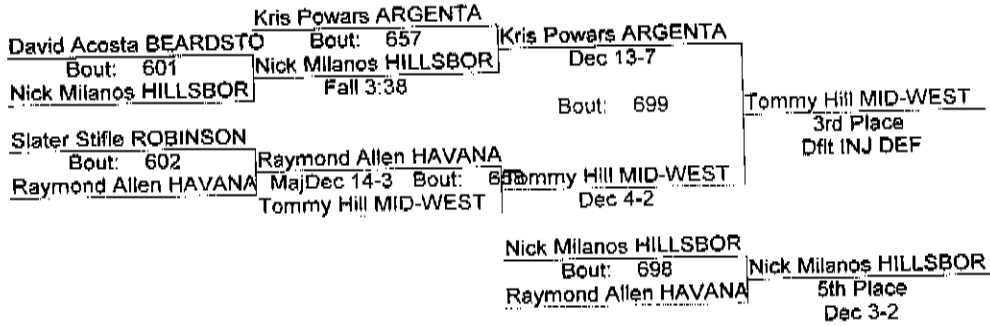 Kris Powars ARGENTA
David Acosta BEARDSTO Bout: 657 Kris Powars ARGENTA
Bout: 601 Nick Milanos HILLSBOR Dec 13-7
Nick Milanos HILLSBOR Fall 3:38
Bout: 699 Tommy Hill MID-WEST
3rd Place
Slater Stifle ROBINSON Dflt INJ DEF
Bout: 602 Raymond Allen HAVANA
Raymond Allen HAVANA MajDec 14-3 Bout: 658 Tommy Hill MID-WEST
Tommy Hill MID-WEST Dec 4-2
Nick Milanos HILLSBOR
Bout: 698 Nick Milanos HILLSBOR
Raymond Allen HAVANA 5th Place
Dec 3-2